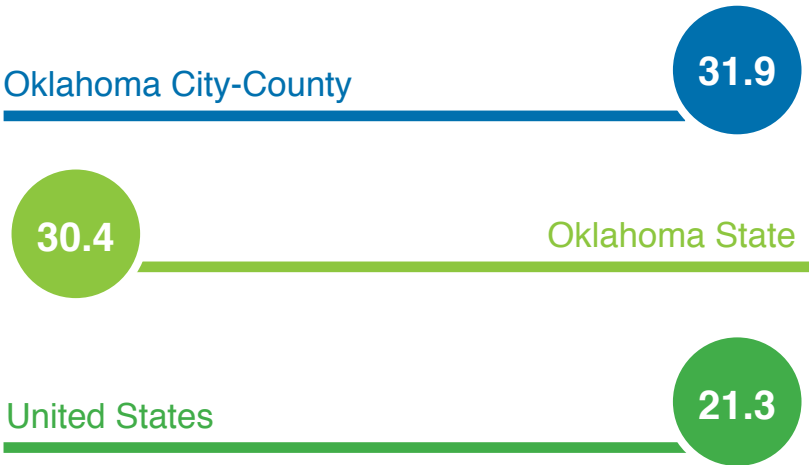 Oklahoma City-County
31.9
30.4
Oklahoma State
United States
21.3